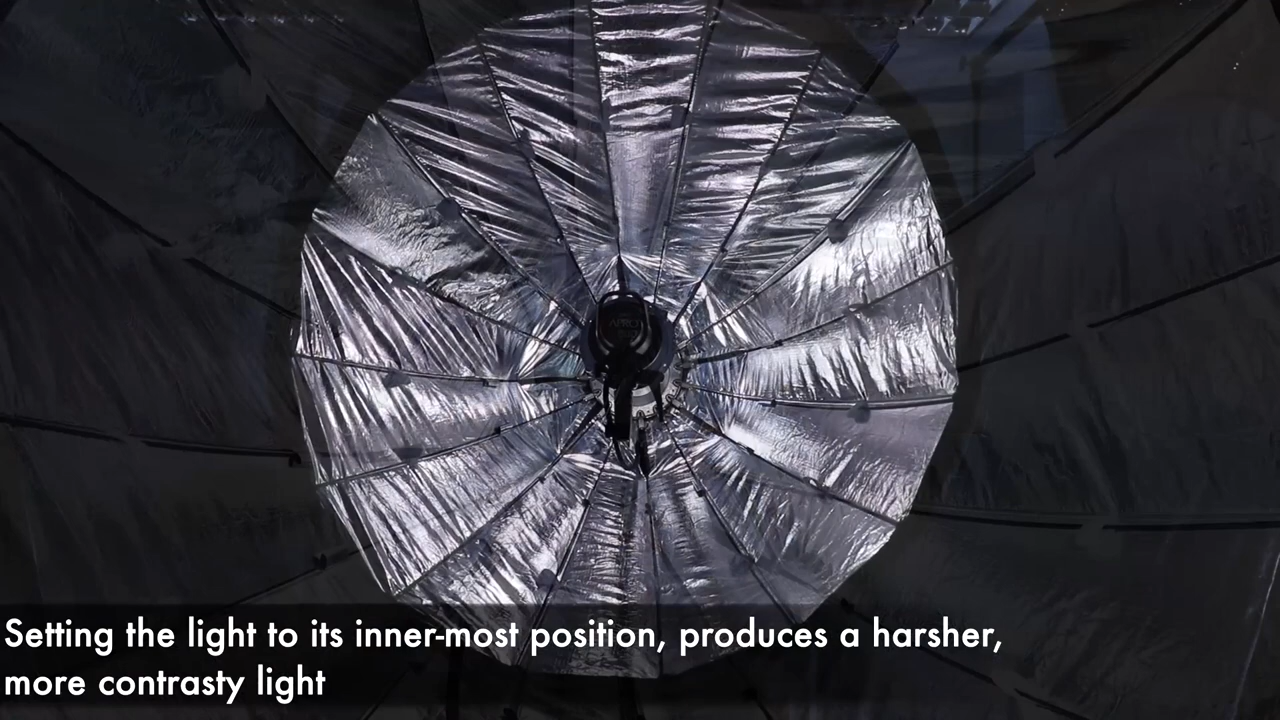 Setting the light to its inner-most position, produces a harsher,
more contrasty light